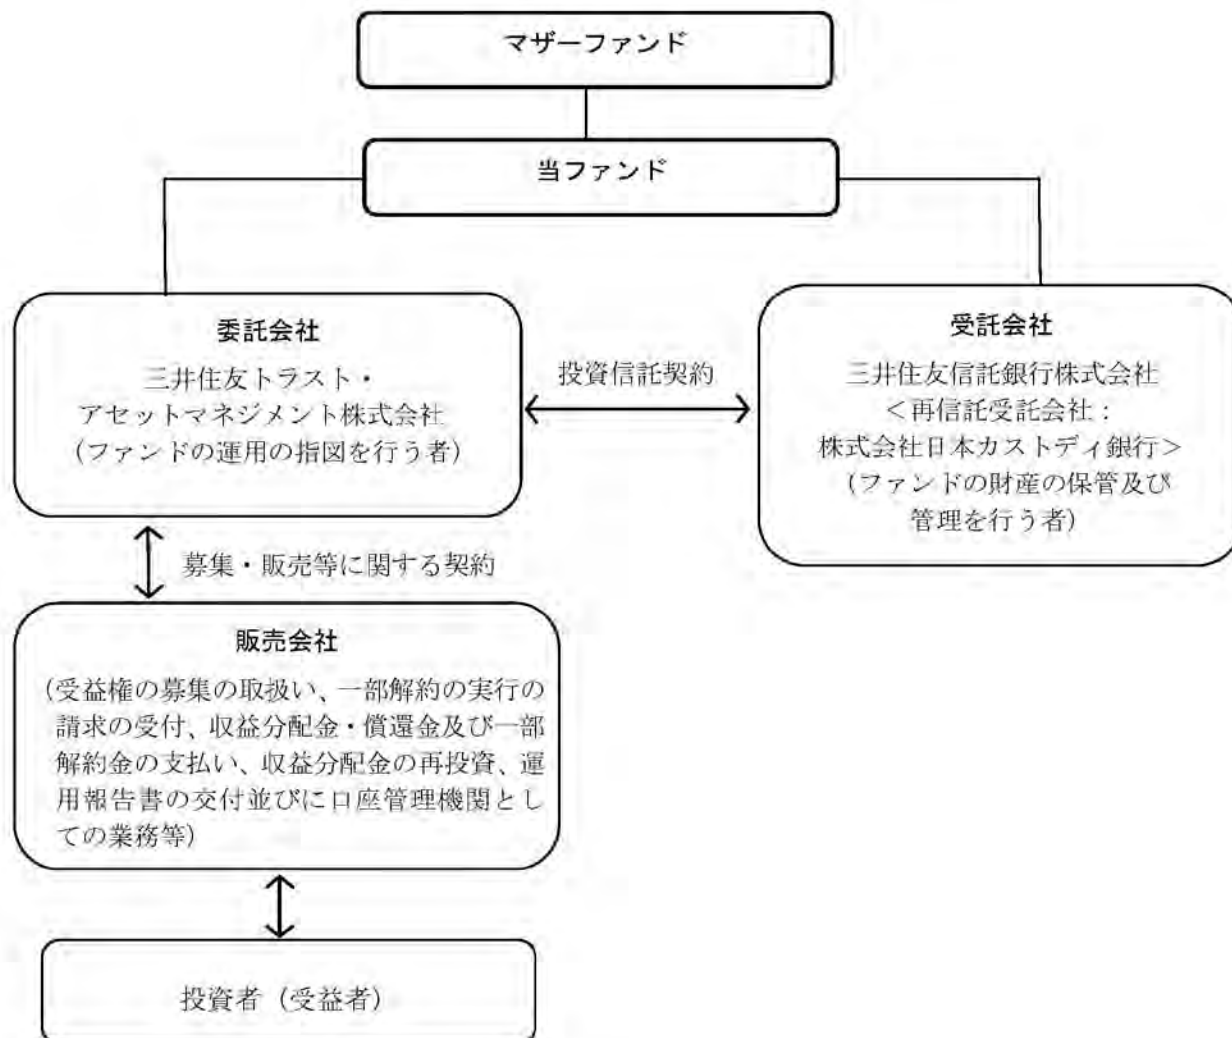 マザーファンド
当ファンド
委託会社
三井住友トラスト・
アセットマネジメント株式会社
(ファンドの運用の指図を行う者)
投資信託契約
受託会社
三井住友信託銀行株式会社
<再信託受託会社:
株式会社日本カストディ銀行>
(ファンドの財産の保管及び
管理を行う者)
募集・販売等に関する契約
販売会社
(受益権の募集の取扱い、一部解約の実行の
請求の受付、収益分配金・償還金及び一部
解約金の支払い、収益分配金の再投資、運
用報告書の交付並びに口座管理機関とし
ての業務等)
投資者(受益者)